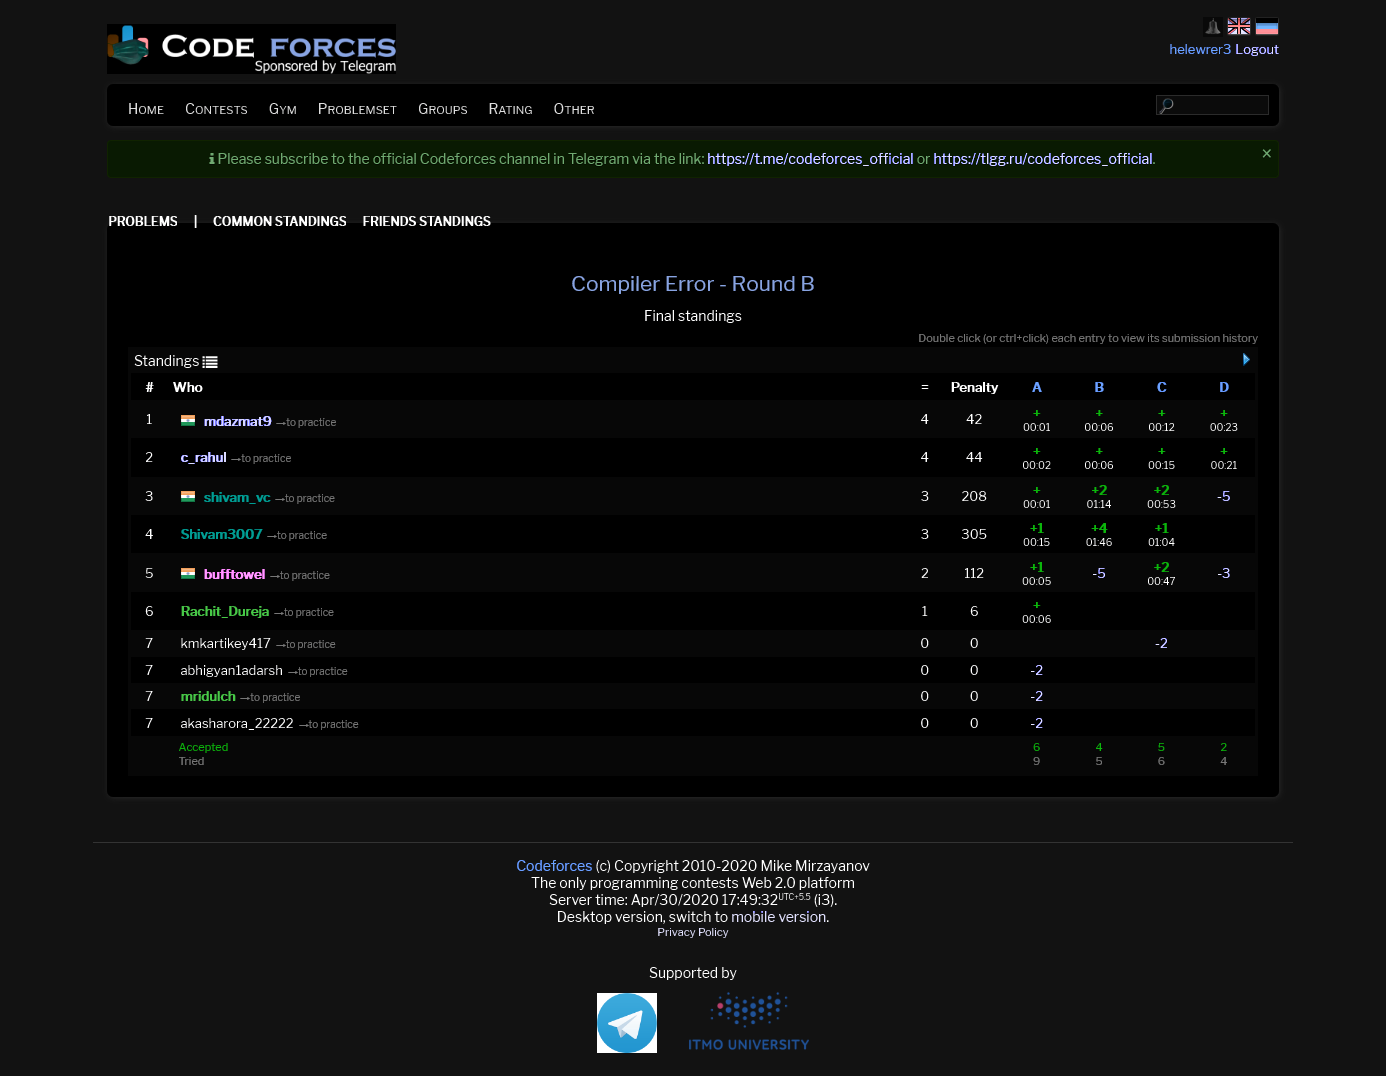 CODE FORCES
Sponsored by Telegram
helewrer3 Logout
HOME CONTESTS GYM PROBLEMSET GROUPS RATING OTHER
Please subscribe to the official Codeforces channel in Telegram via the link: https://t.me/codeforces_official or https://tlgg.ru/codeforces_official. ×
PROBLEMS | COMMON STANDINGS FRIENDS STANDINGS
Compiler Error - Round B
Final standings
Double click (or ctrl+click) each entry to view its submission history
Standings
# Who = Penalty A B C D
1 mdazmat9 →to practice 4 42 + + + +
00:01 00:06 00:12 00:23
2 c_rahul →to practice 4 44 + + + +
00:02 00:06 00:15 00:21
3 shivam_vc →to practice 3 208 + +2 +2 -5
00:01 01:14 00:53
4 Shivam3007 →to practice 3 305 +1 +4 +1
00:15 01:46 01:04
5 bufftowel →to practice 2 112 +1 -5 +2 -3
00:05 00:47
6 Rachit_Dureja →to practice 1 6 +
00:06
7 kmkartikey417 →to practice 0 0 -2
7 abhigyan1adarsh →to practice 0 0 -2
7 mridulch →to practice 0 0 -2
7 akasharora_22222 →to practice 0 0 -2
Accepted 6 4 5 2
Tried 9 5 6 4
Codeforces (c) Copyright 2010-2020 Mike Mirzayanov
The only programming contests Web 2.0 platform
Server time: Apr/30/2020 17:49:32 UTC+5.5 (i3).
Desktop version, switch to mobile version.
Privacy Policy
Supported by
ITMO UNIVERSITY